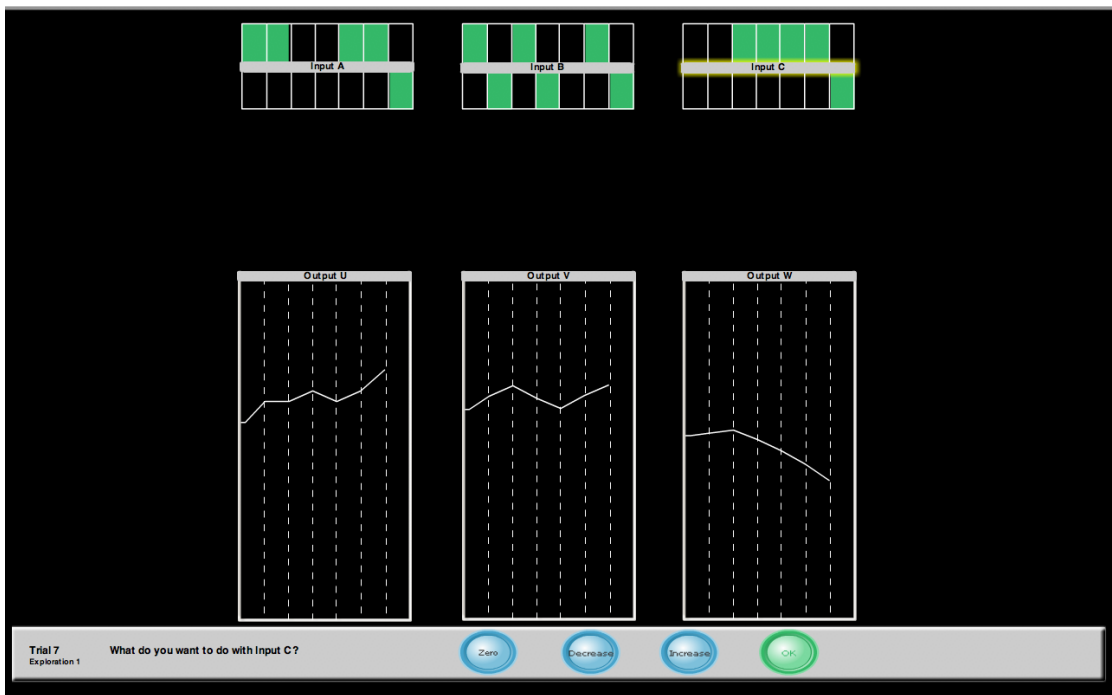 Input A
Input B
Input C
Output U
Output V
Output W
Trial 7
Exploration 1
What do you want to do with Input C?
Zero
Decrease
Increase
OK